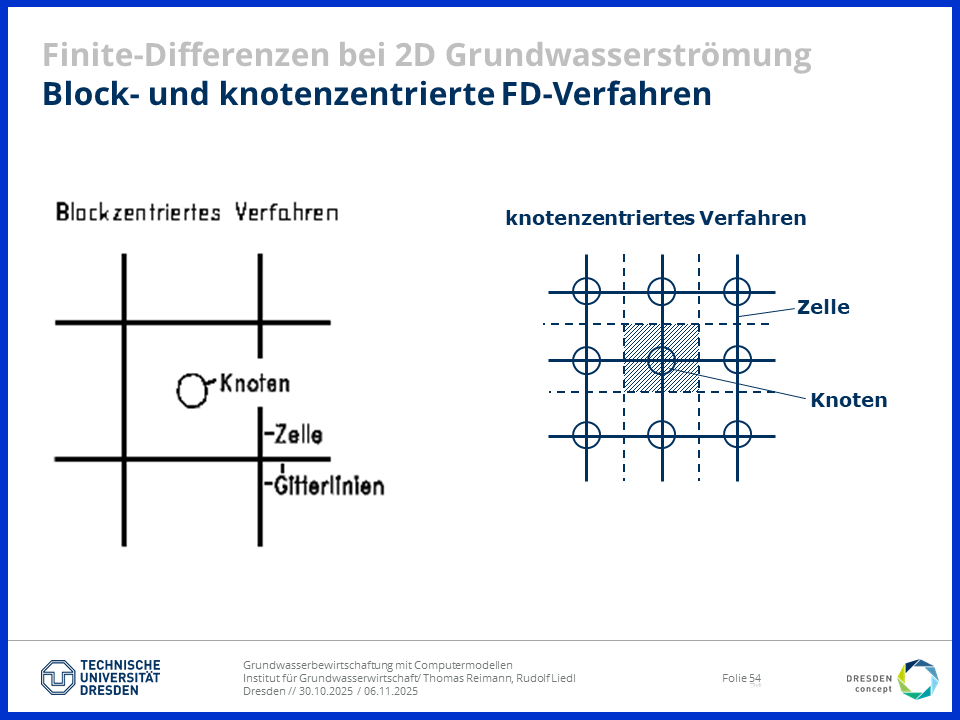 Finite-Differenzen bei 2D Grundwasserströmung
Block- und knotenzentrierte FD-Verfahren
Blockzentriertes Verfahren
Knoten
Zelle
Gitterlinien
knotenzentriertes Verfahren
Zelle
Knoten
TECHNISCHE
UNIVERSITÄT
DRESDEN
Grundwasserbewirtschaftung mit Computermodellen
Institut für Grundwasserwirtschaft/ Thomas Reimann, Rudolf Liedl
Dresden // 30.10.2025 / 06.11.2025
Folie 54
DRESDEN
concept